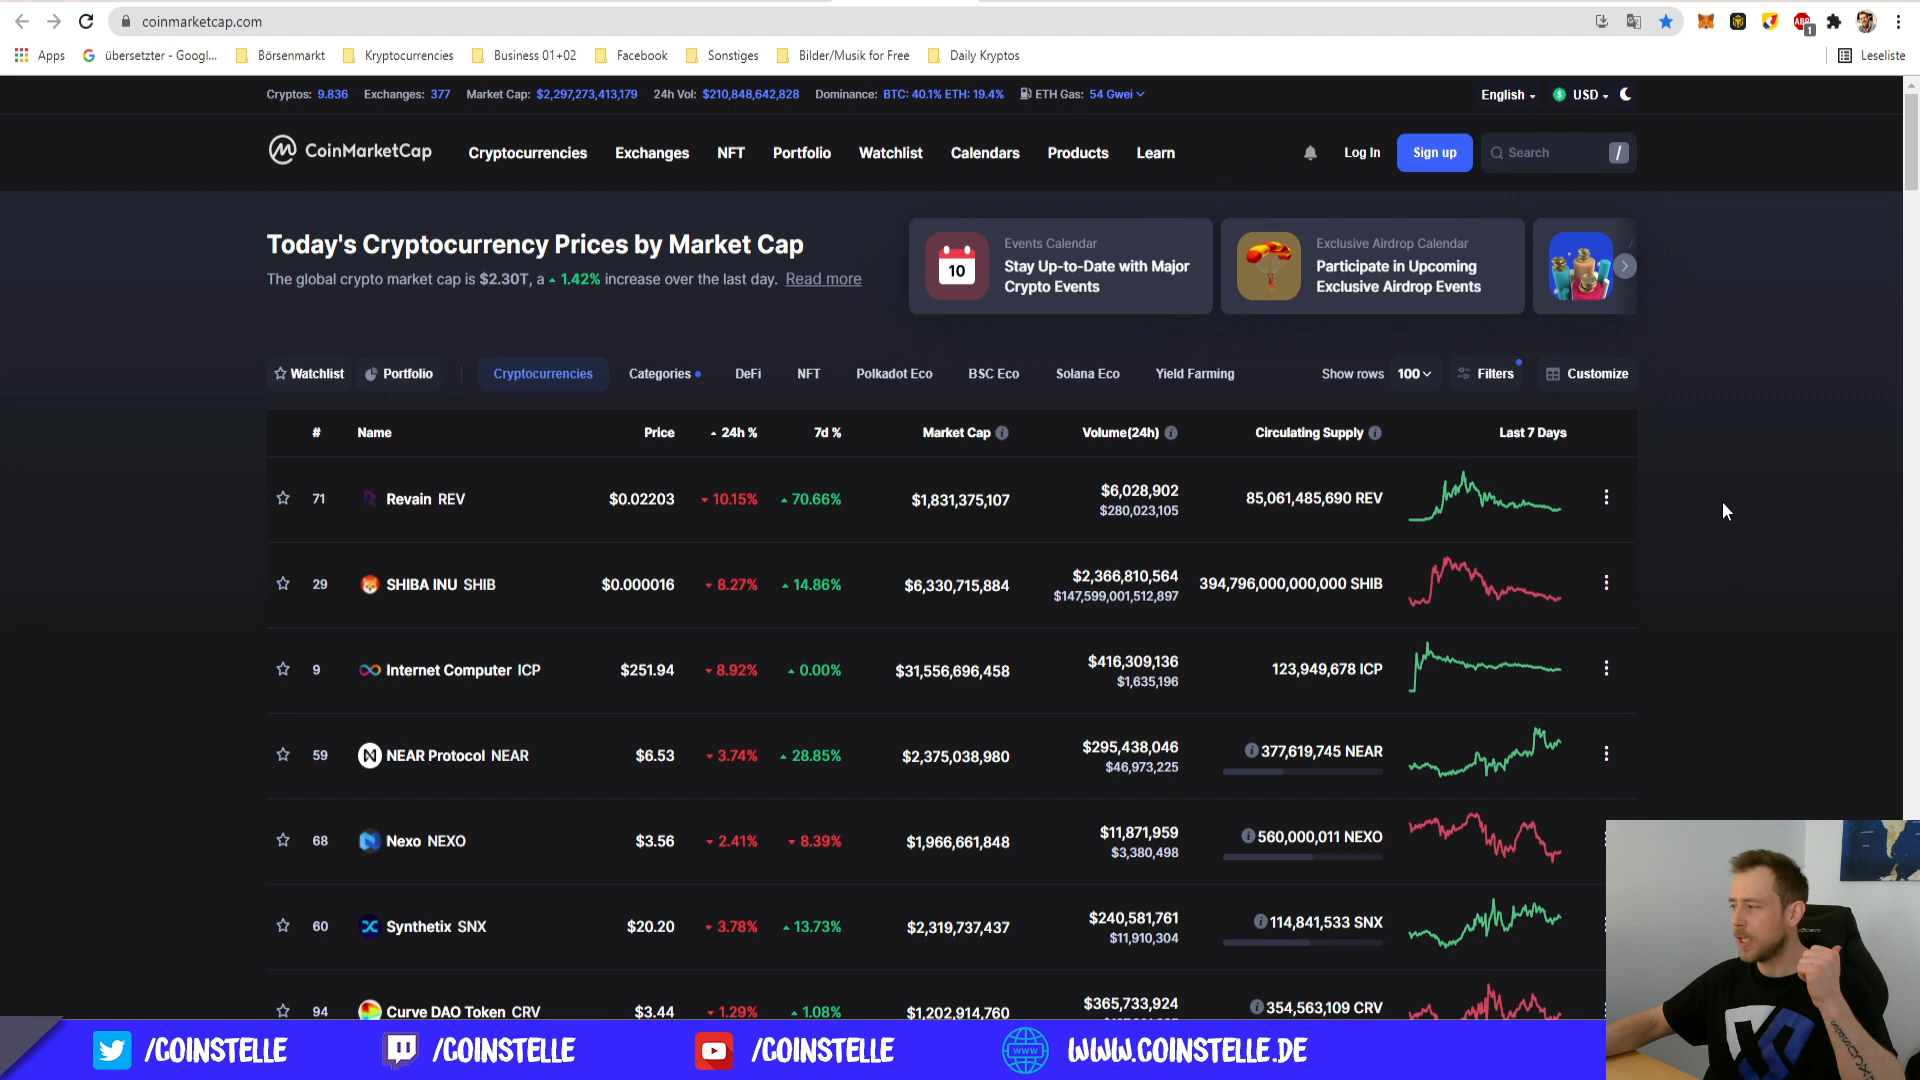 coinmarketcap.com
Apps
übersetzter - Googl...
Börsenmarkt
Kryptocurrencies
Business 01+02
Facebook
Sonstiges
Bilder/Musik for Free
Daily Kryptos
Leseliste
Cryptos: 9.836 Exchanges: 377 Market Cap: $2,297,273,413,179 24h Vol: $210,848,642,828 Dominance: BTC: 40.1% ETH: 19.4% ETH Gas: 54 Gwei
English USD
CoinMarketCap
Cryptocurrencies Exchanges NFT Portfolio Watchlist Calendars Products Learn
Log In Sign up Search /
Today's Cryptocurrency Prices by Market Cap
The global crypto market cap is $2.30T, a 1.42% increase over the last day. Read more
10
Events Calendar
Stay Up-to-Date with Major
Crypto Events
Exclusive Airdrop Calendar
Participate in Upcoming
Exclusive Airdrop Events
Watchlist Portfolio Cryptocurrencies Categories DeFi NFT Polkadot Eco BSC Eco Solana Eco Yield Farming Show rows 100 Filters Customize
# Name Price 24h % 7d % Market Cap Volume(24h) Circulating Supply Last 7 Days
71 Revain REV $0.02203 10.15% 70.66% $1,831,375,107 $6,028,902 85,061,485,690 REV
$280,023,105
29 SHIBA INU SHIB $0.000016 8.27% 14.86% $6,330,715,884 $2,366,810,564 394,796,000,000,000 SHIB
$147,599,001,512,897
9 Internet Computer ICP $251.94 8.92% 0.00% $31,556,696,458 $416,309,136 123,949,678 ICP
$1,635,196
59 NEAR Protocol NEAR $6.53 3.74% 28.85% $2,375,038,980 $295,438,046 377,619,745 NEAR
$46,973,225
68 Nexo NEXO $3.56 2.41% 8.39% $1,966,661,848 $11,871,959 560,000,011 NEXO
$3,380,498
60 Synthetix SNX $20.20 3.78% 13.73% $2,319,737,437 $240,581,761 114,841,533 SNX
$11,910,304
94 Curve DAO Token CRV $3.44 1.29% 1.08% $1,202,914,760 $365,733,924 354,563,109 CRV
/COINSTELLE
/COINSTELLE
/COINSTELLE
WWW.COINSTELLE.DE